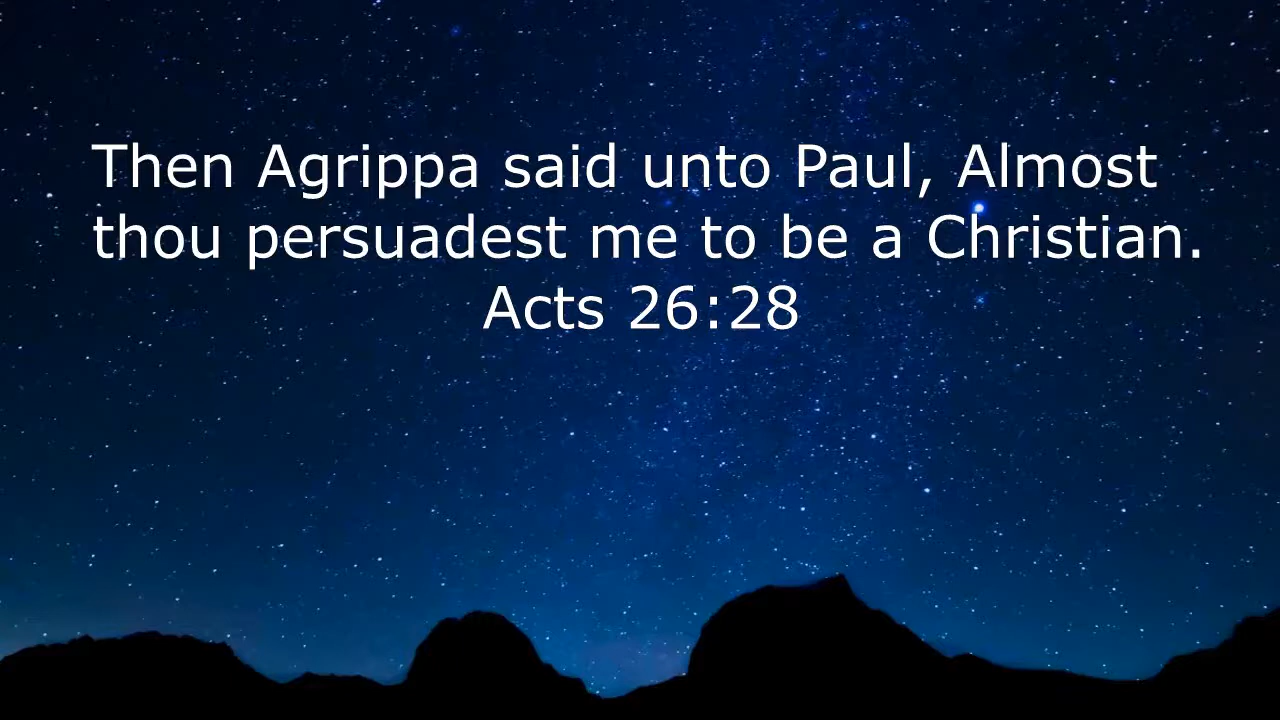 Then Agrippa said unto Paul, Almost
thou persuadest me to be a Christian.
Acts 26:28